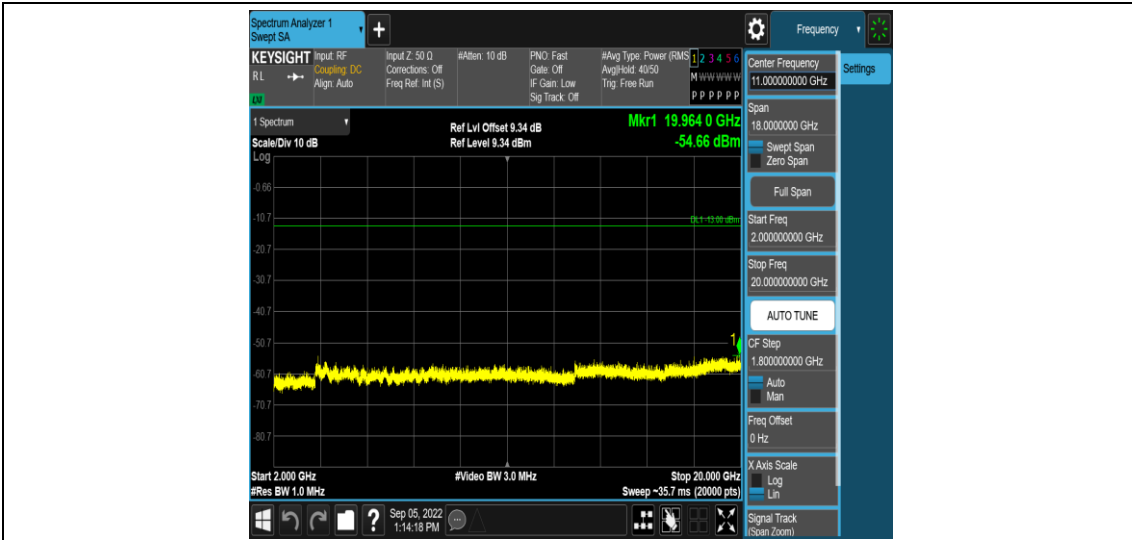 Spectrum Analyzer 1
Swept SA
+
Frequency
KEYSIGHT
RL
Input: RF
Coupling: DC
Align: Auto
Input Z: 50 Ω
Corrections: Off
Freq Ref: Int (S)
#Atten: 10 dB
PNO: Fast
Gate: Off
IF Gain: Low
Sig Track: Off
#Avg Type: Power (RMS
Avg|Hold: 40/50
Trig: Free Run
1 2 3 4 5 6
M W W W W W
P P P P P P
1 Spectrum
Scale/Div 10 dB
Ref Lvl Offset 9.34 dB
Ref Level 9.34 dBm
Mkr1 19.964 0 GHz
-54.66 dBm
Log
-0.66
-10.7
DL1 -13.00 dBm
-20.7
-30.7
-40.7
-50.7
1
-60.7
-70.7
-80.7
Start 2.000 GHz
#Res BW 1.0 MHz
#Video BW 3.0 MHz
Stop 20.000 GHz
Sweep ~35.7 ms (20000 pts)
?
Sep 05, 2022
1:14:18 PM
Center Frequency
11.000000000 GHz
Settings
Span
18.0000000 GHz
Swept Span
Zero Span
Full Span
Start Freq
2.000000000 GHz
Stop Freq
20.000000000 GHz
AUTO TUNE
CF Step
1.800000000 GHz
Auto
Man
Freq Offset
0 Hz
X Axis Scale
Log
Lin
Signal Track
(Span Zoom)